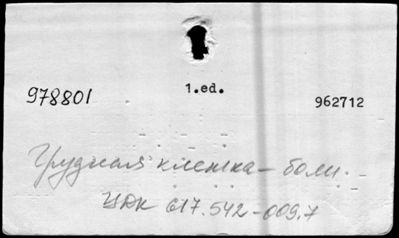 1.ed.
978801 962712
Грудная клетка – боли.
УДК 617.542-009.7